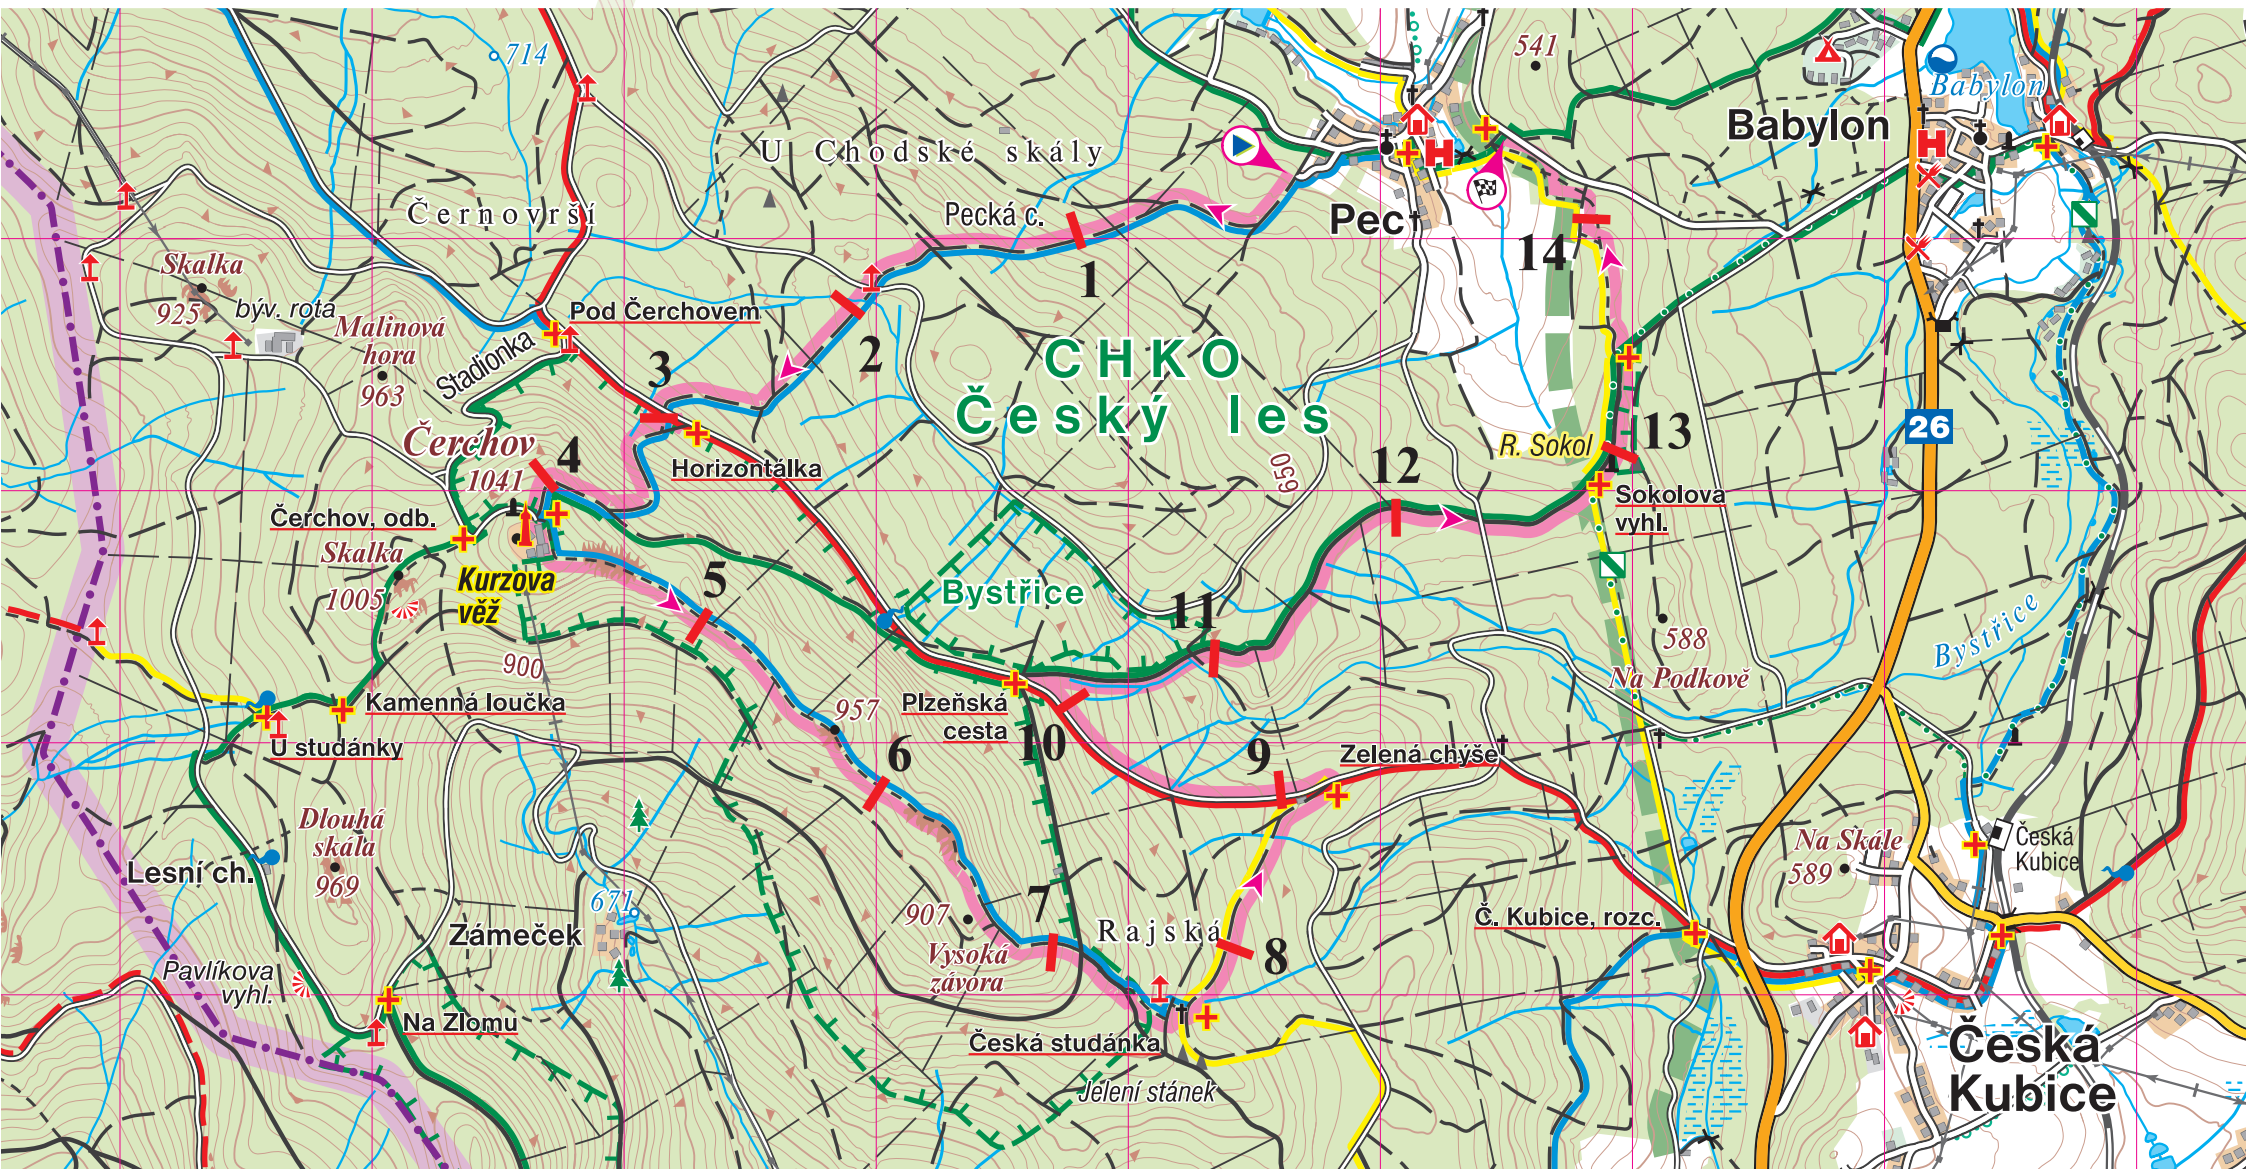 714
541
Babylon
Babylon
U Chodské skály
Černovrší
Pecká c.
Pec
Skalka
925
býv. rota
Malinová
hora
963
Stadionka
Pod Čerchovem
1
2
3
14
CHKO
Český les
26
R. Sokol
13
Čerchov
1041
4
Horizontálka
650
12
Sokolova
vyhl.
Čerchov, odb.
Skalka
1005
Kurzova
věž
5
Bystřice
11
Bystřice
588
Na Podkově
900
Kamenná loučka
957
Plzeňská
cesta
10
U studánky
6
9
Zelená chýše
Dlouhá
skála
969
Lesní ch.
Na Skále
589
Česká
Kubice
671
Zámeček
907
7
Rajská
8
Č. Kubice, rozc.
Vysoká
závora
Pavlíkova
vyhl.
Na Zlomu
Česká studánka
Jelení stánek
Česká
Kubice